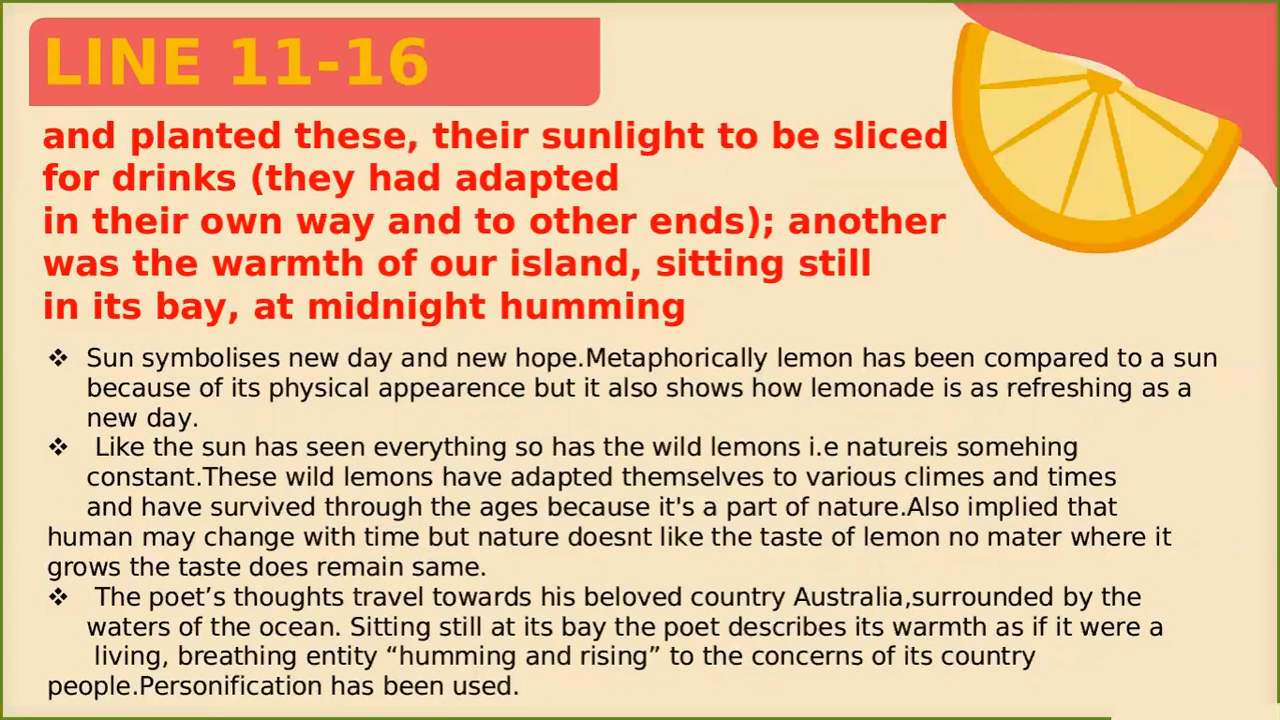 LINE 11-16
and planted these, their sunlight to be sliced
for drinks (they had adapted
in their own way and to other ends); another
was the warmth of our island, sitting still
in its bay, at midnight humming
❖ Sun symbolises new day and new hope.Metaphorically lemon has been compared to a sun
because of its physical appearence but it also shows how lemonade is as refreshing as a
new day.
❖ Like the sun has seen everything so has the wild lemons i.e natureis somehing
constant.These wild lemons have adapted themselves to various climes and times
and have survived through the ages because it's a part of nature.Also implied that
human may change with time but nature doesnt like the taste of lemon no mater where it
grows the taste does remain same.
❖ The poet’s thoughts travel towards his beloved country Australia,surrounded by the
waters of the ocean. Sitting still at its bay the poet describes its warmth as if it were a
living, breathing entity “humming and rising” to the concerns of its country
people.Personification has been used.